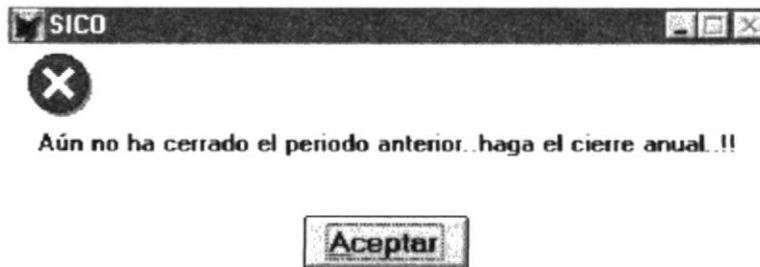 SICO
Aún no ha cerrado el periodo anterior..haga el cierre anual..!!
Aceptar